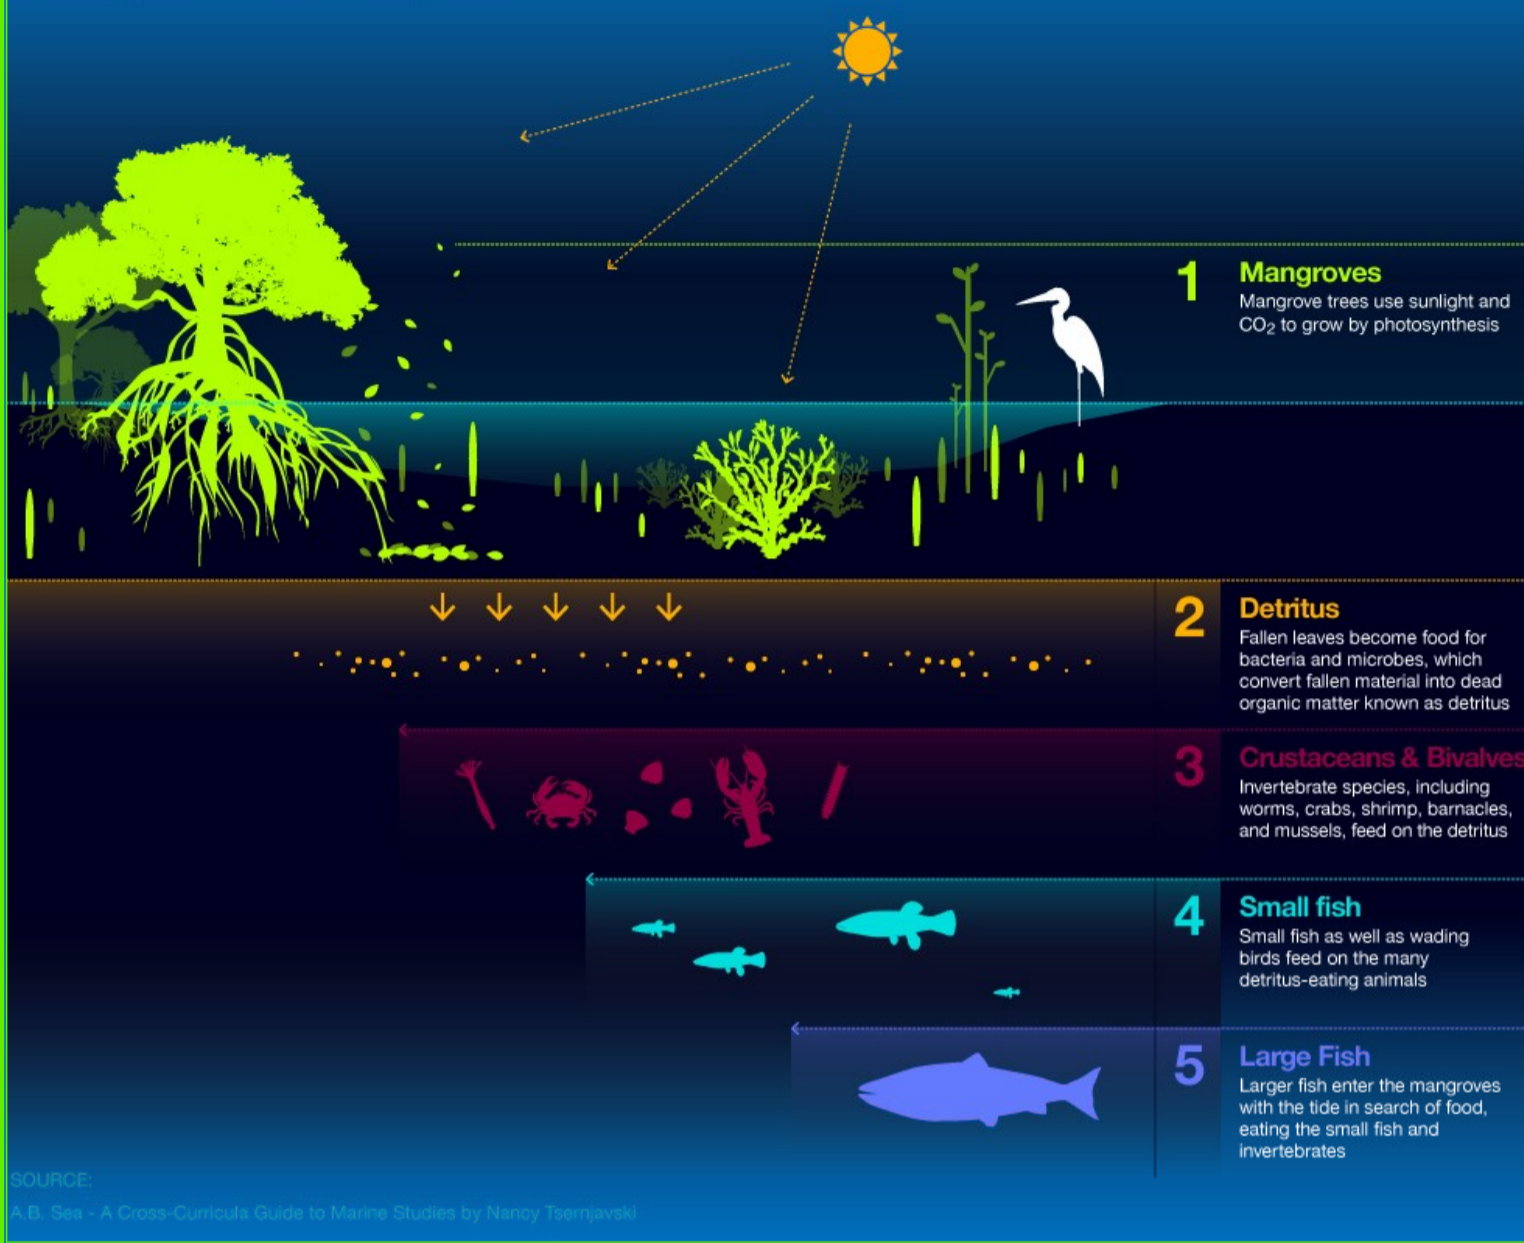 1
Mangroves
Mangrove trees use sunlight and
CO₂ to grow by photosynthesis
2
Detritus
Fallen leaves become food for
bacteria and microbes, which
convert fallen material into dead
organic matter known as detritus
3
Crustaceans & Bivalves
Invertebrate species, including
worms, crabs, shrimp, barnacles,
and mussels, feed on the detritus
4
Small fish
Small fish as well as wading
birds feed on the many
detritus-eating animals
5
Large Fish
Larger fish enter the mangroves
with the tide in search of food,
eating the small fish and
invertebrates
SOURCE:
A.B. Sea - A Cross-Curricula Guide to Marine Studies by Nancy Tsernjavski